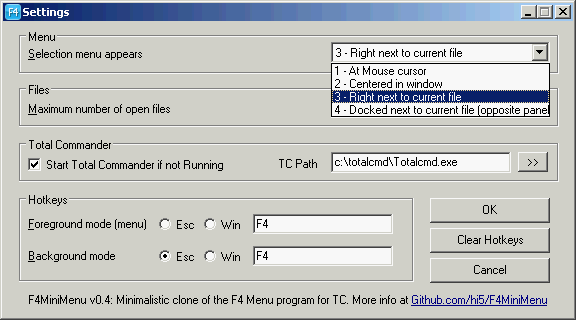 F4 Settings
Menu
Selection menu appears
3 - Right next to current file
1 - At Mouse cursor
2 - Centered in window
3 - Right next to current file
4 - Docked next to current file (opposite panel
Files
Maximum number of open files
Total Commander
Start Total Commander if not Running TC Path c:\totalcmd\Totalcmd.exe >>
Hotkeys
Foreground mode (menu) Esc Win F4
Background mode Esc Win F4
OK
Clear Hotkeys
Cancel
F4MiniMenu v0.4: Minimalistic clone of the F4 Menu program for TC. More info at Github.com/hi5/F4MiniMenu